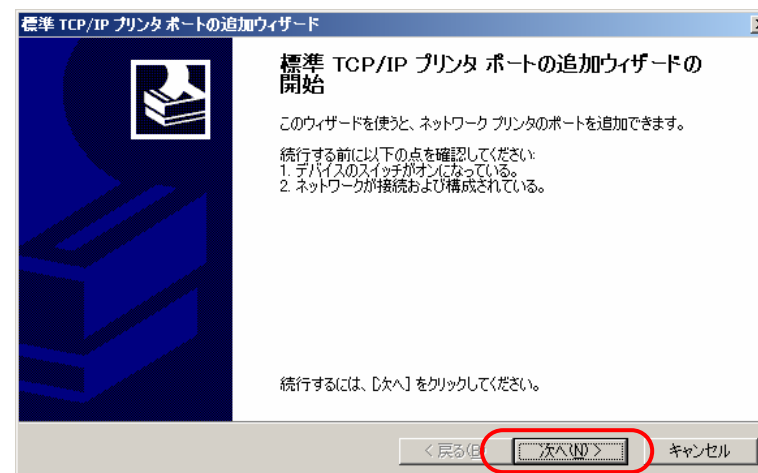 標準 TCP/IP プリンタ ポートの追加ウィザード
標準 TCP/IP プリンタ ポートの追加ウィザードの
開始
このウィザードを使うと、ネットワーク プリンタのポートを追加できます。
続行する前に以下の点を確認してください:
1. デバイスのスイッチがオンになっている。
2. ネットワークが接続および構成されている。
続行するには、[次へ] をクリックしてください。
< 戻る(B 次へ(N) > キャンセル